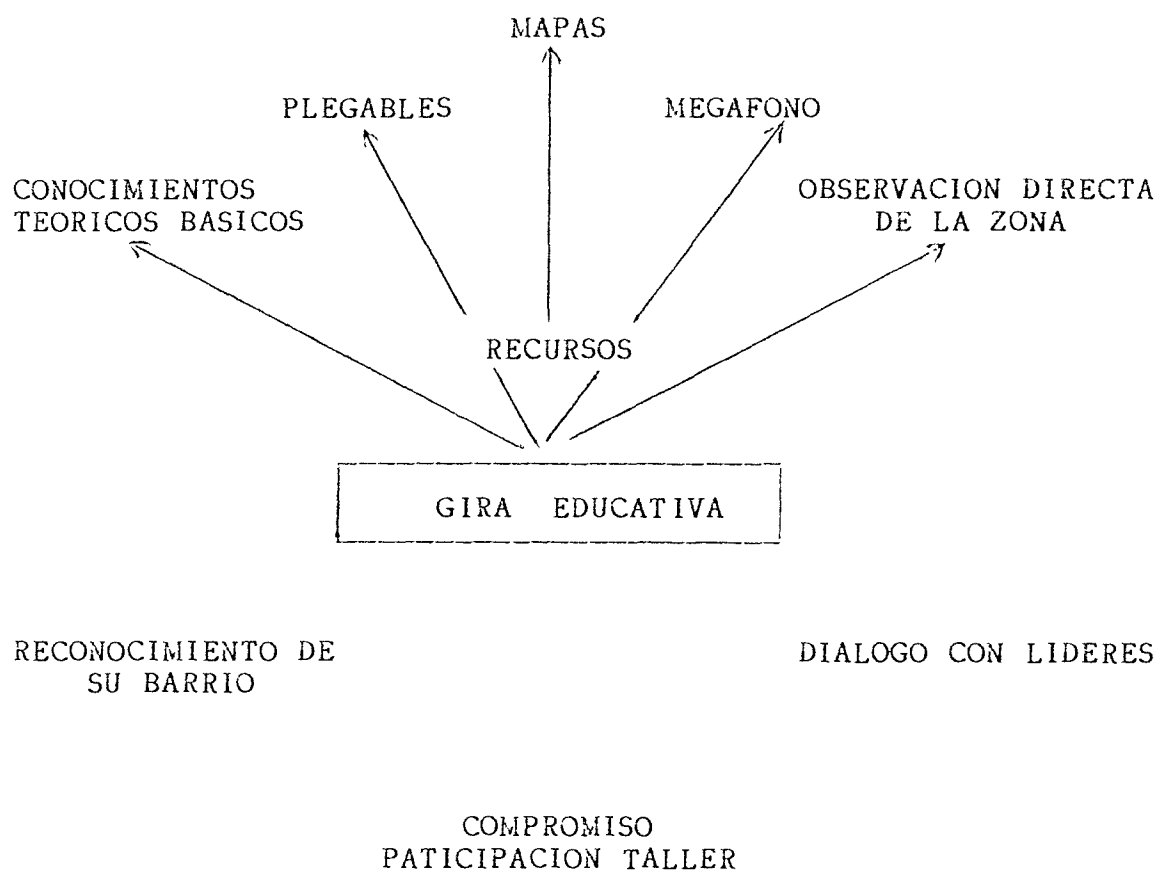 MAPAS
PLEGABLES
MEGAFONO
CONOCIMIENTOS
TEORICOS BASICOS
OBSERVACION DIRECTA
DE LA ZONA
RECURSOS
GIRA EDUCATIVA
RECONOCIMIENTO DE
SU BARRIO
DIALOGO CON LIDERES
COMPROMISO
PATICIPACION TALLER